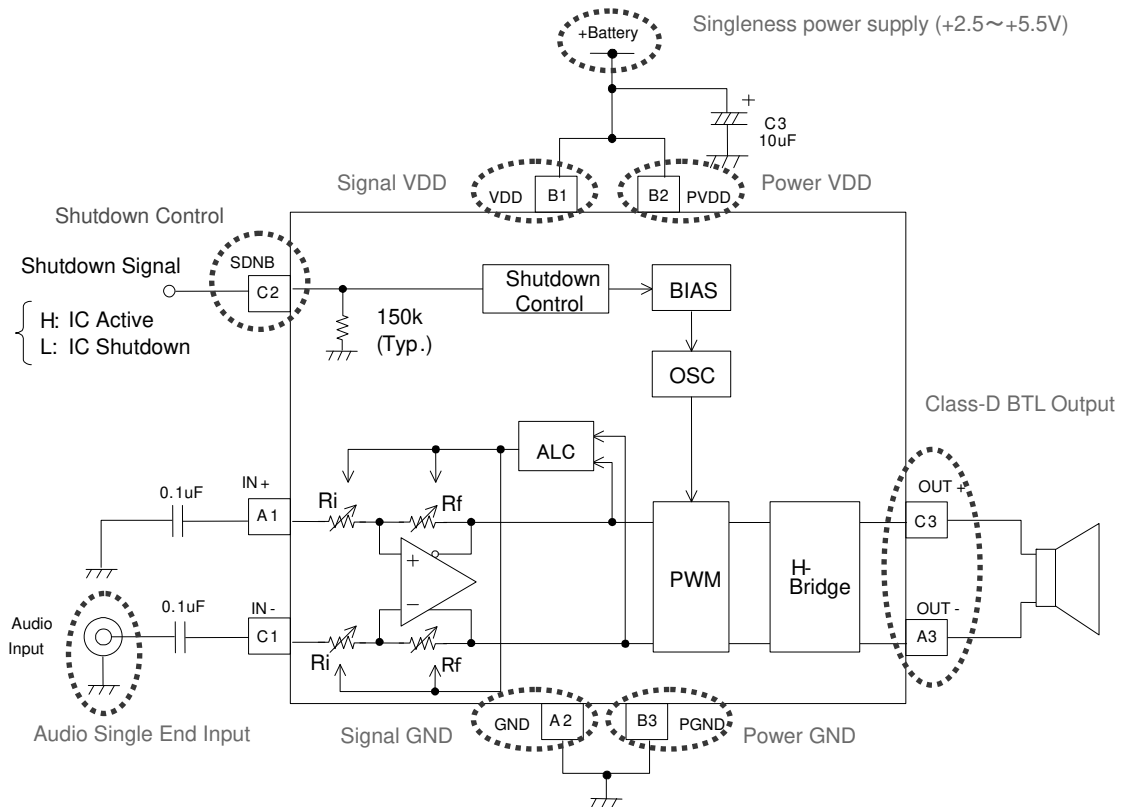 Singleness power supply (+2.5～+5.5V)
+Battery
+
C3
10uF
Signal VDD
VDD
B1
B2
PVDD
Power VDD
Shutdown Control
Shutdown Signal
SDNB
C2
H: IC Active
L: IC Shutdown
150k
(Typ.)
Shutdown
Control
BIAS
OSC
Class-D BTL Output
ALC
IN +
0.1uF
A1
Ri
Rf
+
−
PWM
H-
Bridge
OUT +
C3
OUT -
A3
Audio
Input
0.1uF
IN -
C1
Ri
Rf
Audio Single End Input
Signal GND
GND
A2
B3
PGND
Power GND